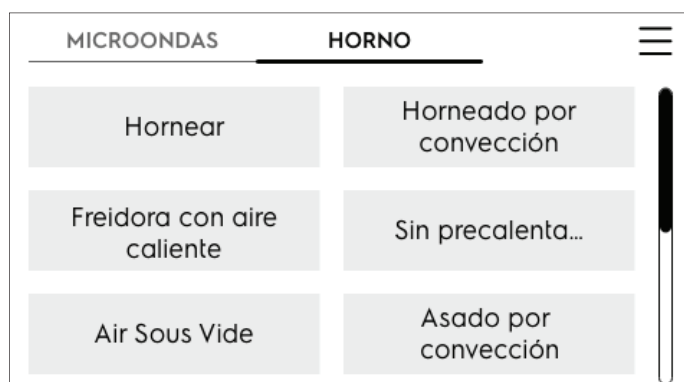 MICROONDAS
HORNO
Hornear
Horneado por
convección
Freidora con aire
caliente
Sin precalenta...
Air Sous Vide
Asado por
convección